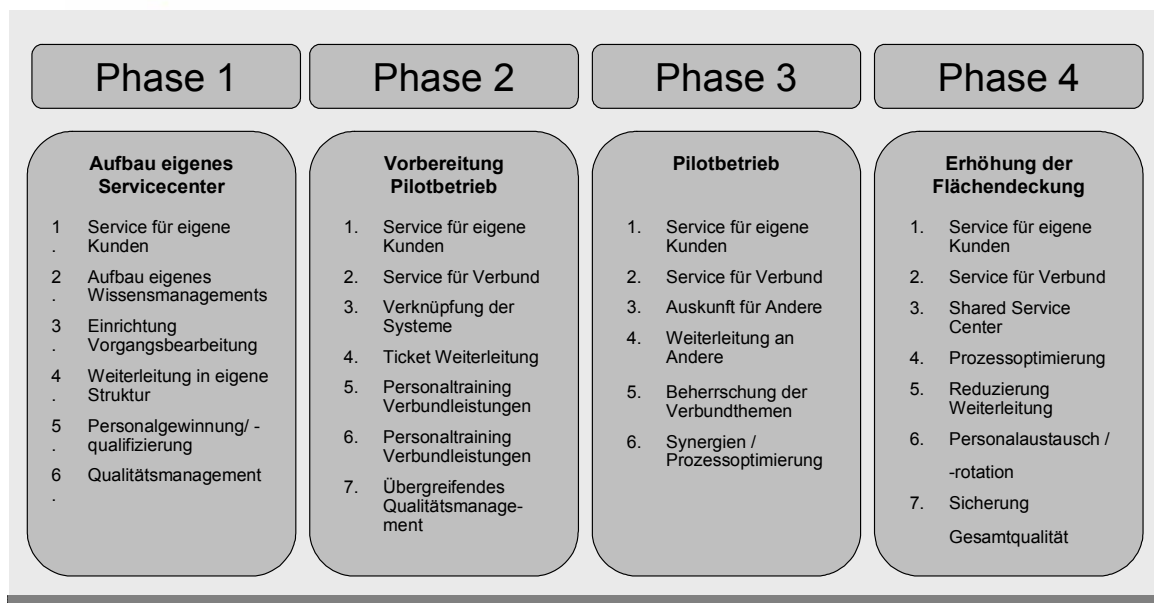 Phase 1
Aufbau eigenes
Servicecenter
1 Service für eigene
. Kunden
2 Aufbau eigenes
. Wissensmanagements
3 Einrichtung
. Vorgangsbearbeitung
4 Weiterleitung in eigene
. Struktur
5 Personalgewinnung/ -
. qualifizierung
6 Qualitätsmanagement
.
Phase 2
Vorbereitung
Pilotbetrieb
1. Service für eigene
Kunden
2. Service für Verbund
3. Verknüpfung der
Systeme
4. Ticket Weiterleitung
5. Personaltraining
Verbundleistungen
6. Personaltraining
Verbundleistungen
7. Übergreifendes
Qualitätsmanage-
ment
Phase 3
Pilotbetrieb
1. Service für eigene
Kunden
2. Service für Verbund
3. Auskunft für Andere
4. Weiterleitung an
Andere
5. Beherrschung der
Verbundthemen
6. Synergien /
Prozessoptimierung
Phase 4
Erhöhung der
Flächendeckung
1. Service für eigene
Kunden
2. Service für Verbund
3. Shared Service
Center
4. Prozessoptimierung
5. Reduzierung
Weiterleitung
6. Personalaustausch /
-rotation
7. Sicherung
Gesamtqualität